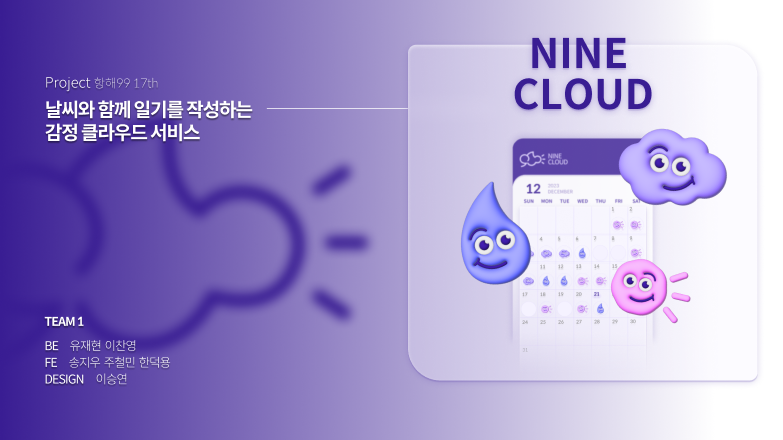 Project 항해99 17th
날씨와 함께 일기를 작성하는
감정 클라우드 서비스
TEAM 1
BE 유재현 이찬영
FE 송지우 주철민 한덕용
DESIGN 이승연
NINE
CLOUD
NINE
CLOUD
12 2023
DECEMBER
SUN MON TUE WED THU FRI SAT
1 2
4 5 6 7 8 9
11 12 13 14 15
17 18 19 20 21
24 25 26 27 28 29 30
31